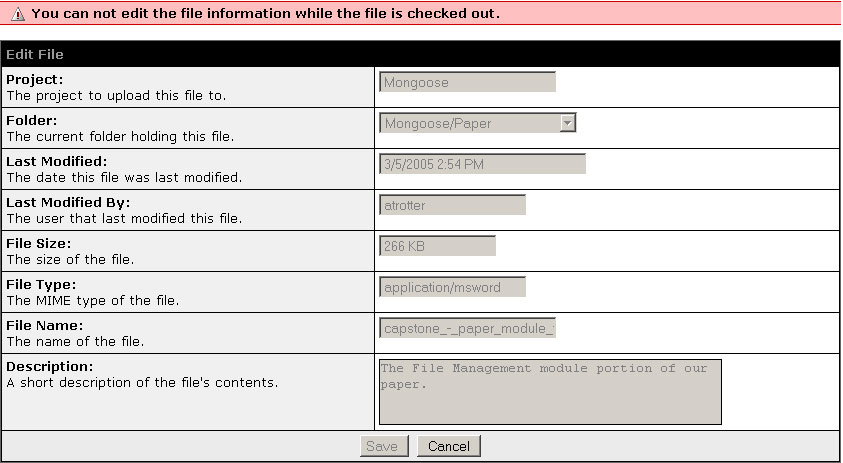 You can not edit the file information while the file is checked out.
Edit File
Project:
The project to upload this file to.
Mongoose
Folder:
The current folder holding this file.
Mongoose/Paper
Last Modified:
The date this file was last modified.
3/5/2005 2:54 PM
Last Modified By:
The user that last modified this file.
atrotter
File Size:
The size of the file.
266 KB
File Type:
The MIME type of the file.
application/msword
File Name:
The name of the file.
capstone_-_paper_module_
Description:
A short description of the file's contents.
The File Management module portion of our
paper.
Save Cancel